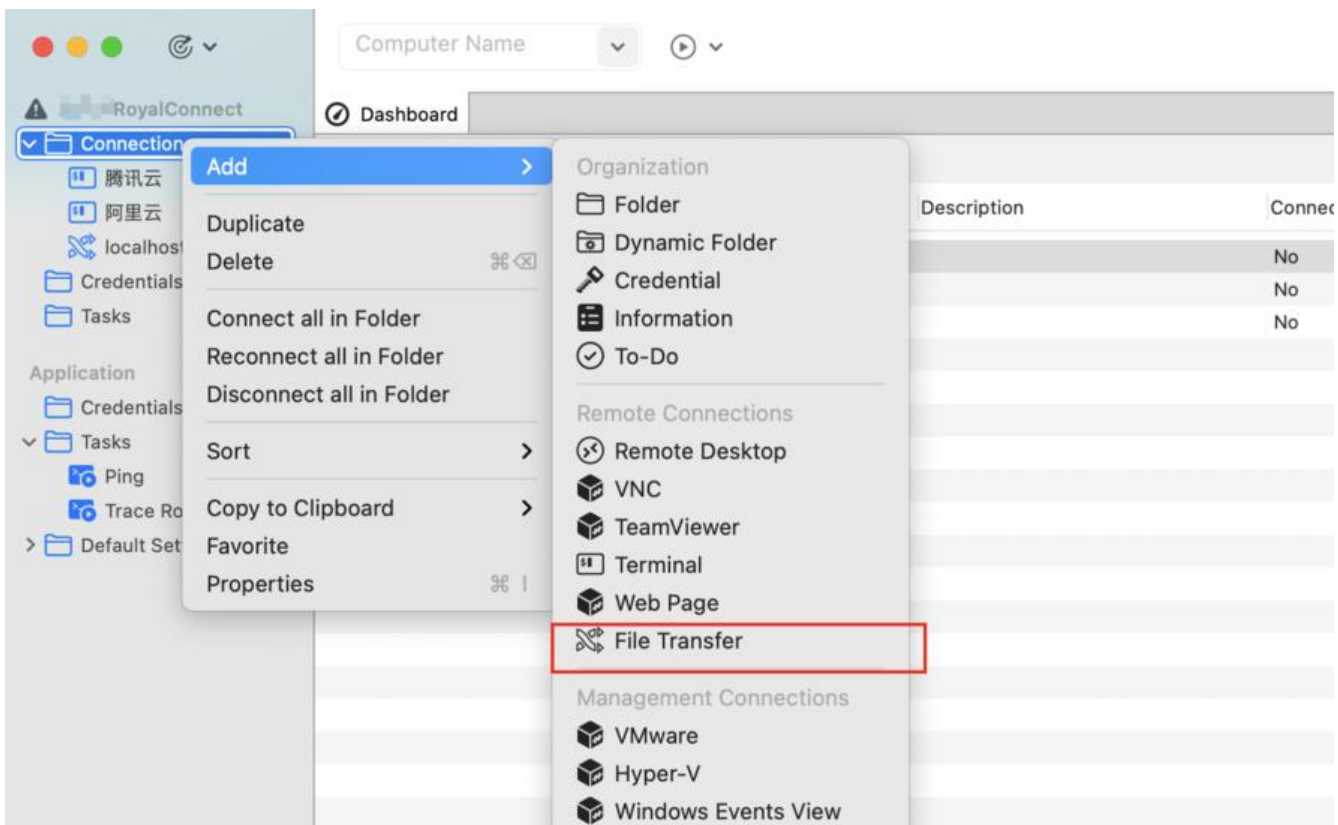 Computer Name
RoyalConnect
Dashboard
Connection
腾讯云
阿里云
localhost
Credentials
Tasks
Application
Credentials
Tasks
Ping
Trace Ro
Default Set
Add
Duplicate
Delete ⌘⌫
Connect all in Folder
Reconnect all in Folder
Disconnect all in Folder
Sort
Copy to Clipboard
Favorite
Properties ⌘ I
Organization
Folder
Dynamic Folder
Credential
Information
To-Do
Remote Connections
Remote Desktop
VNC
TeamViewer
Terminal
Web Page
File Transfer
Management Connections
VMware
Hyper-V
Windows Events View
Description Connec
No
No
No